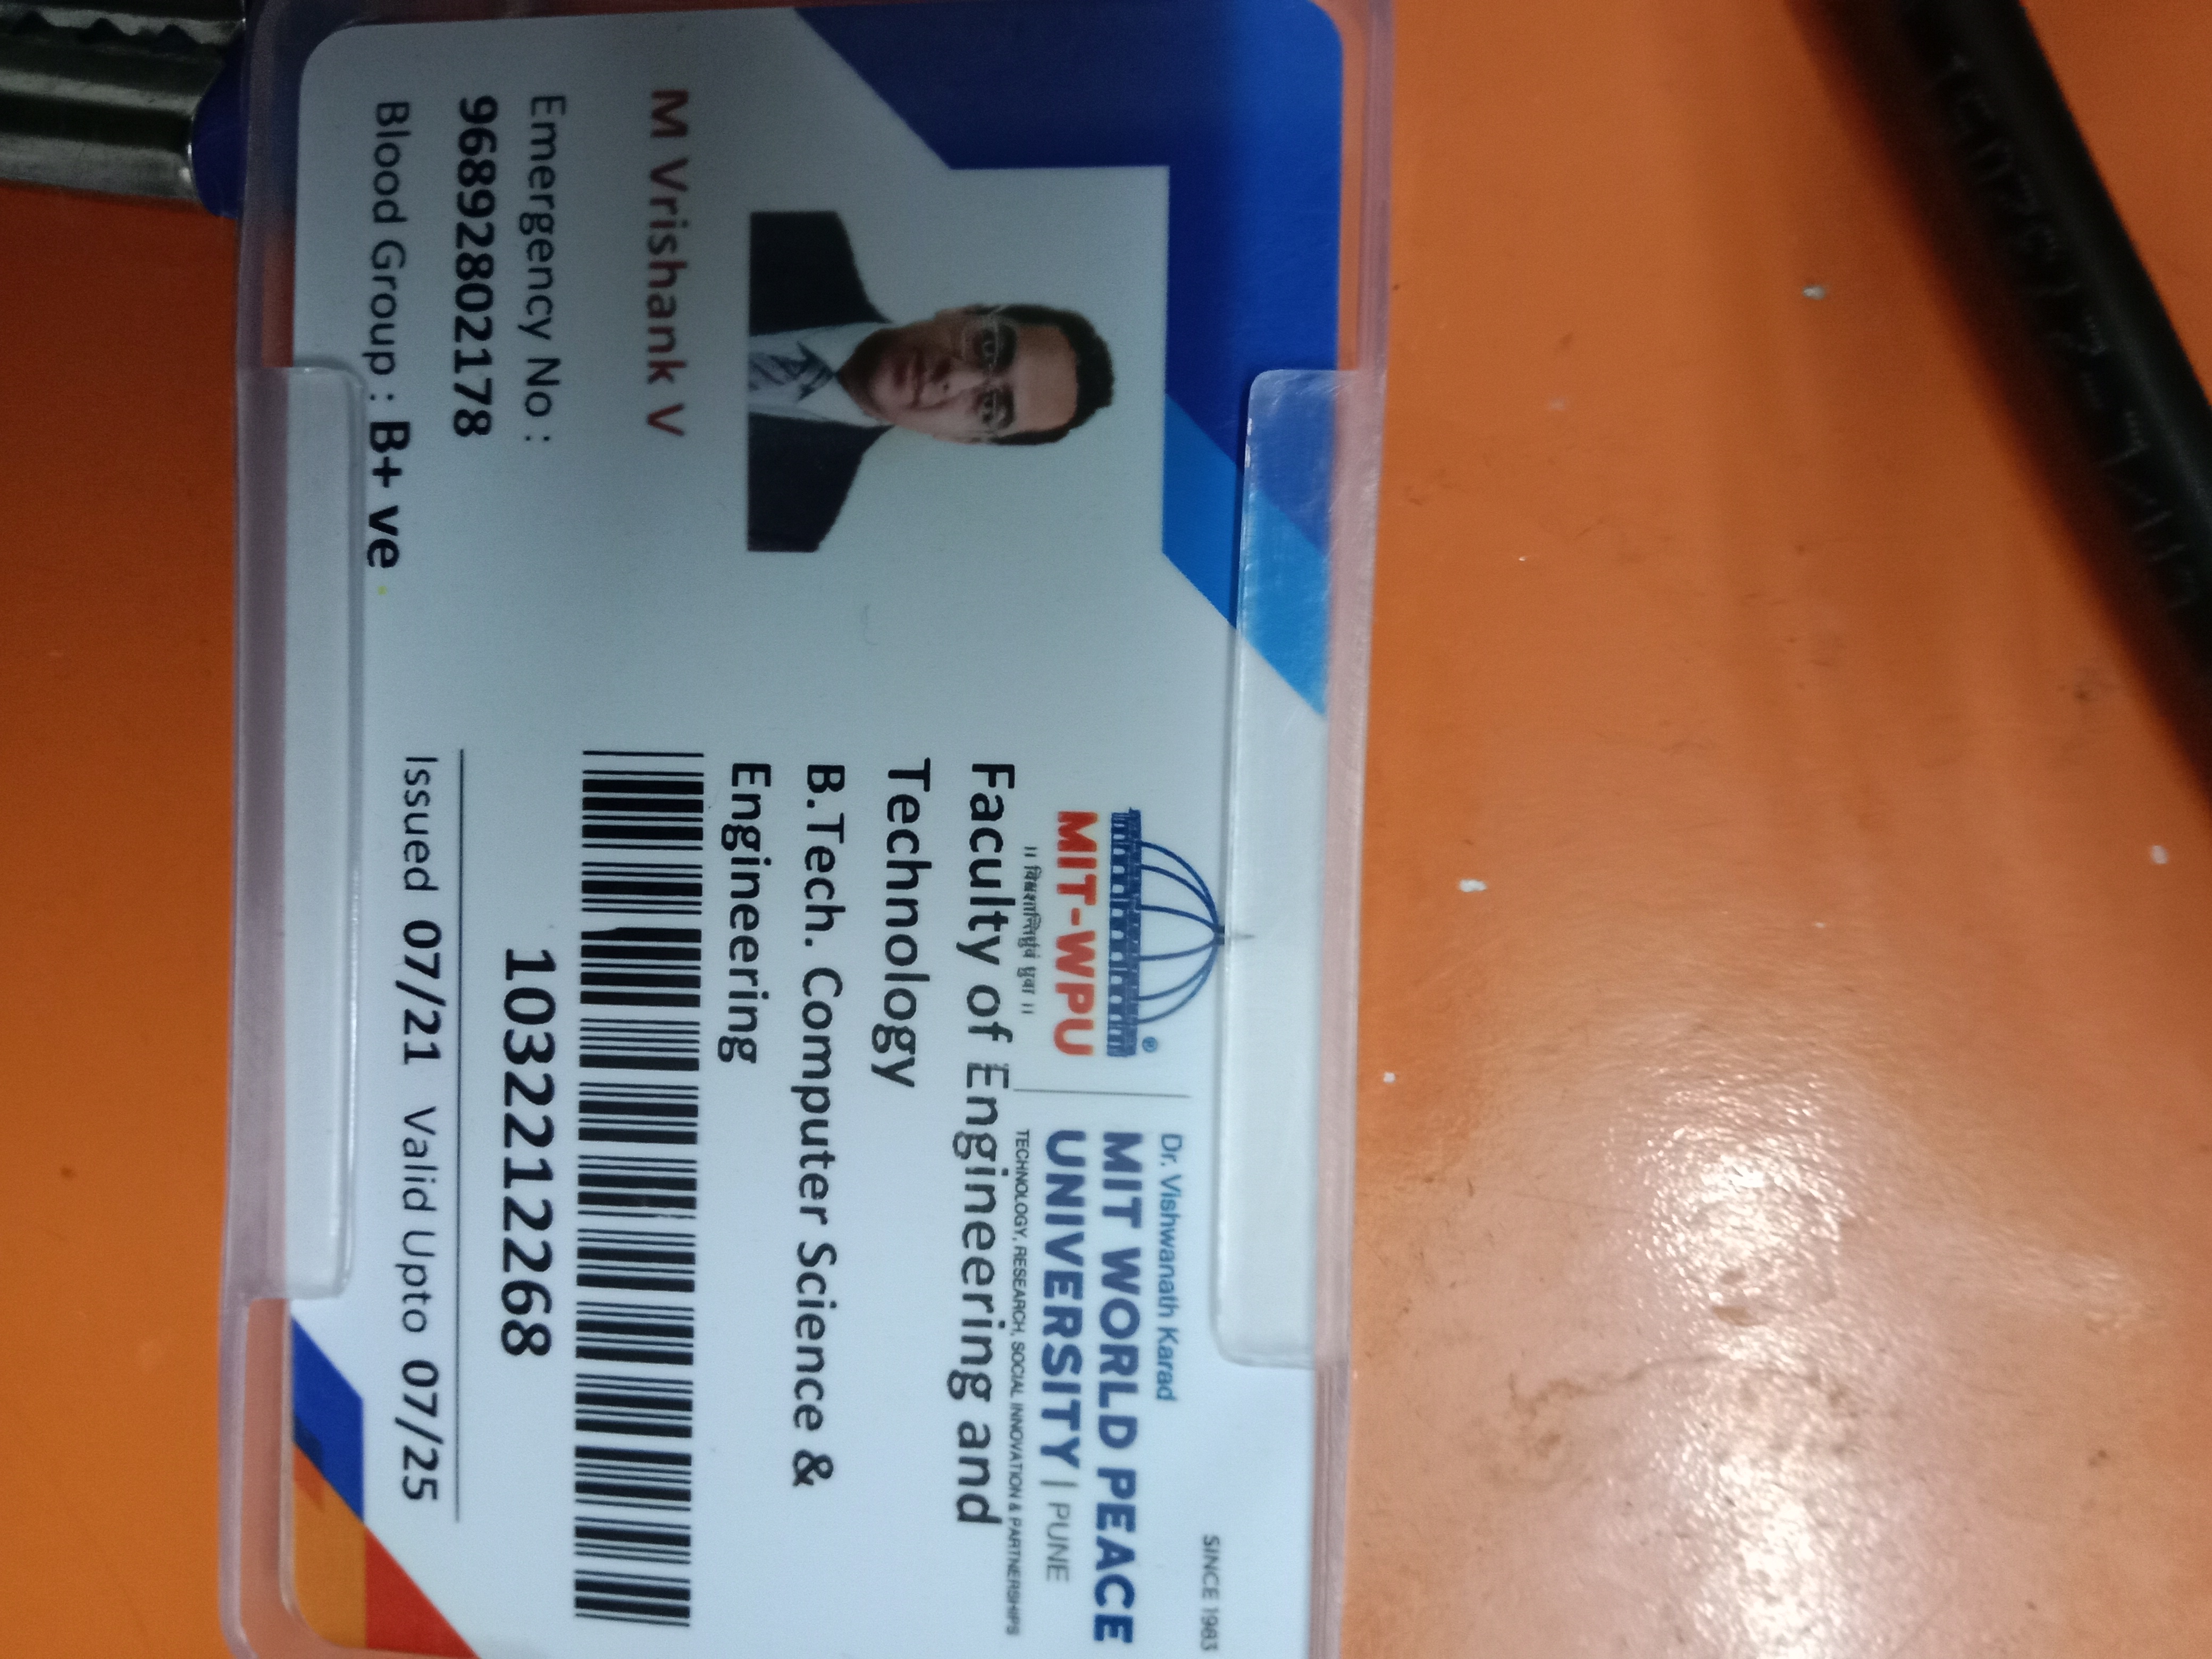 SINCE 1983
Dr. Vishwanath Karad
MIT WORLD PEACE
UNIVERSITY | PUNE
TECHNOLOGY, RESEARCH, SOCIAL INNOVATION & PARTNERSHIPS
®
MIT-WPU
॥ विश्वशान्तिर्ध्रुवं ध्रुवा ॥
Faculty of Engineering and
Technology
B.Tech. Computer Science &
Engineering
1032212268
Issued 07/21 Valid Upto 07/25
M Vrishank V
Emergency No :
96892802178
Blood Group : B+ ve